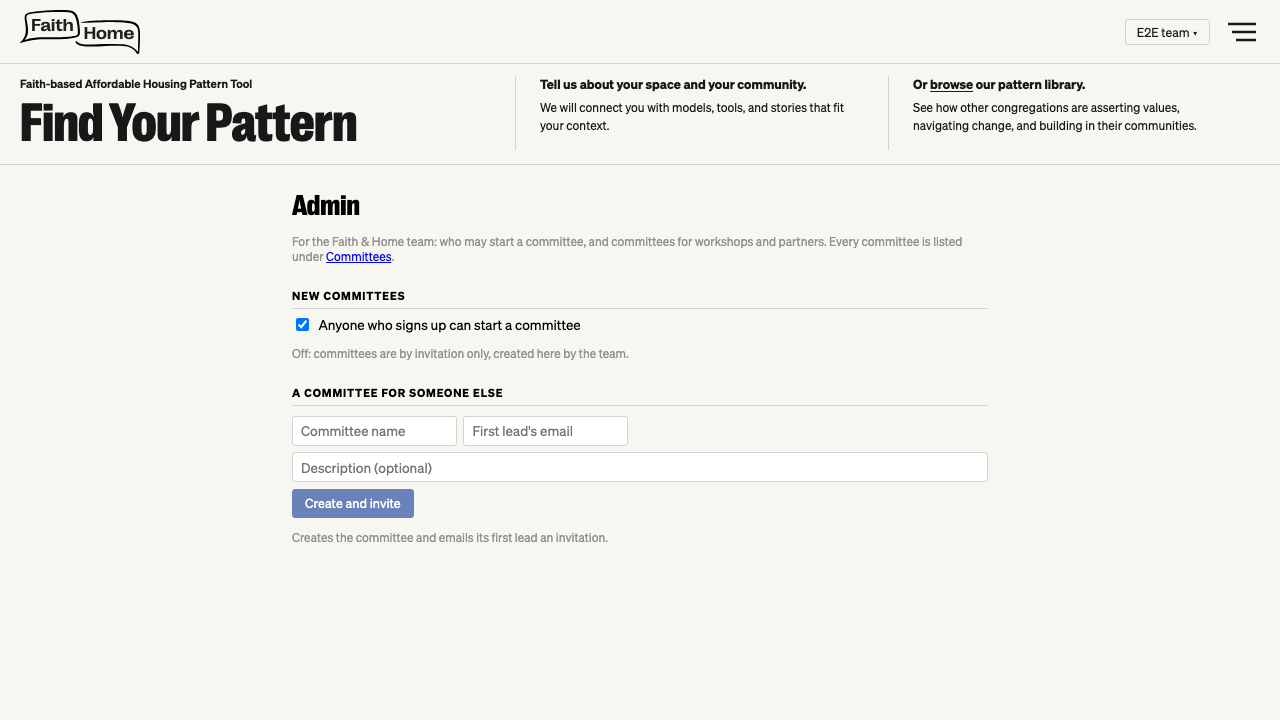 Faith
Home
E2E team ▾
Faith-based Affordable Housing Pattern Tool
Find Your Pattern
Tell us about your space and your community.
We will connect you with models, tools, and stories that fit
your context.
Or browse our pattern library.
See how other congregations are asserting values,
navigating change, and building in their communities.
Admin
For the Faith & Home team: who may start a committee, and committees for workshops and partners. Every committee is listed
under Committees.
NEW COMMITTEES
Anyone who signs up can start a committee
Off: committees are by invitation only, created here by the team.
A COMMITTEE FOR SOMEONE ELSE
Committee name
First lead's email
Description (optional)
Create and invite
Creates the committee and emails its first lead an invitation.